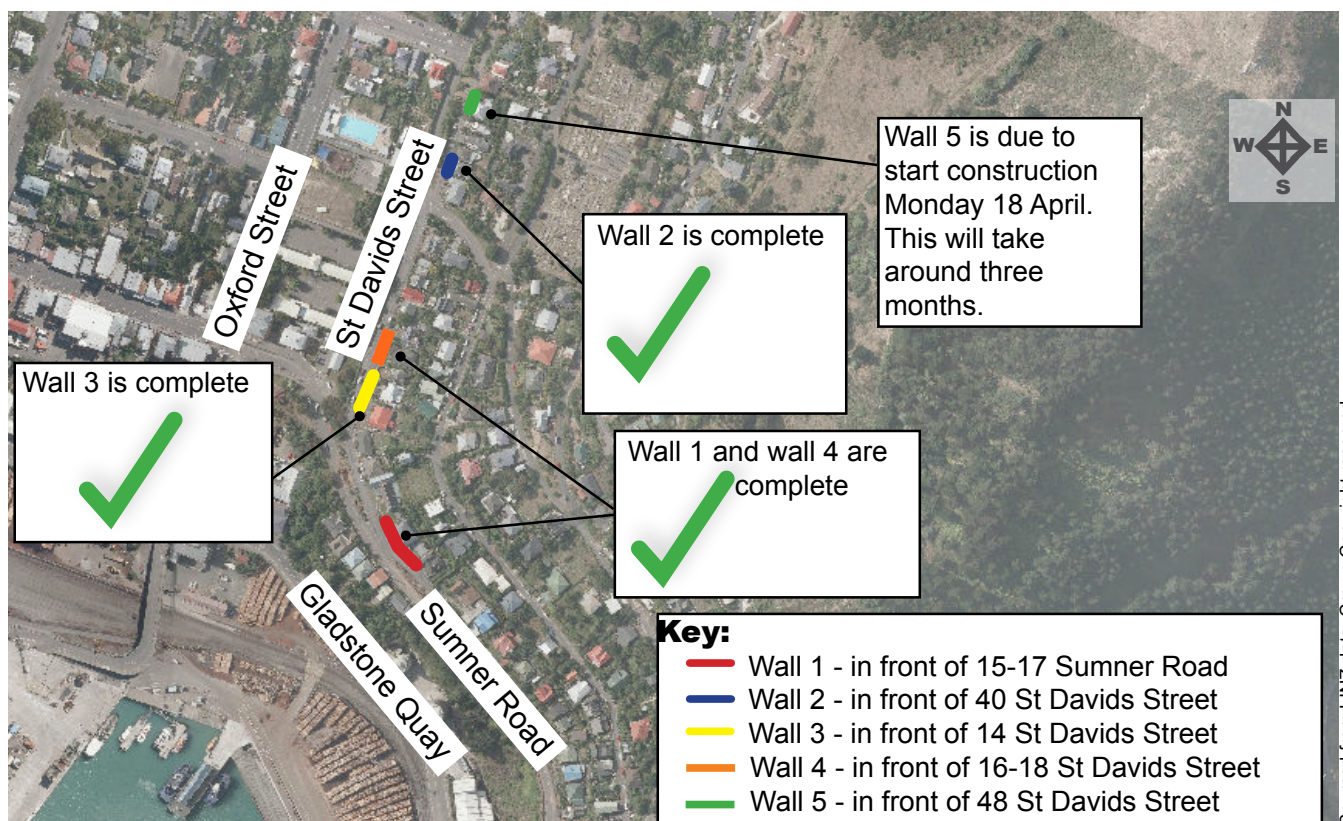 N
W E
S
Wall 5 is due to
start construction
Monday 18 April.
This will take
around three
months.
Oxford Street
St Davids Street
Wall 2 is complete
Wall 3 is complete
Wall 1 and wall 4 are
complete
Gladstone Quay
Sumner Road
Key:
Wall 1 - in front of 15-17 Sumner Road
Wall 2 - in front of 40 St Davids Street
Wall 3 - in front of 14 St Davids Street
Wall 4 - in front of 16-18 St Davids Street
Wall 5 - in front of 48 St Davids Street